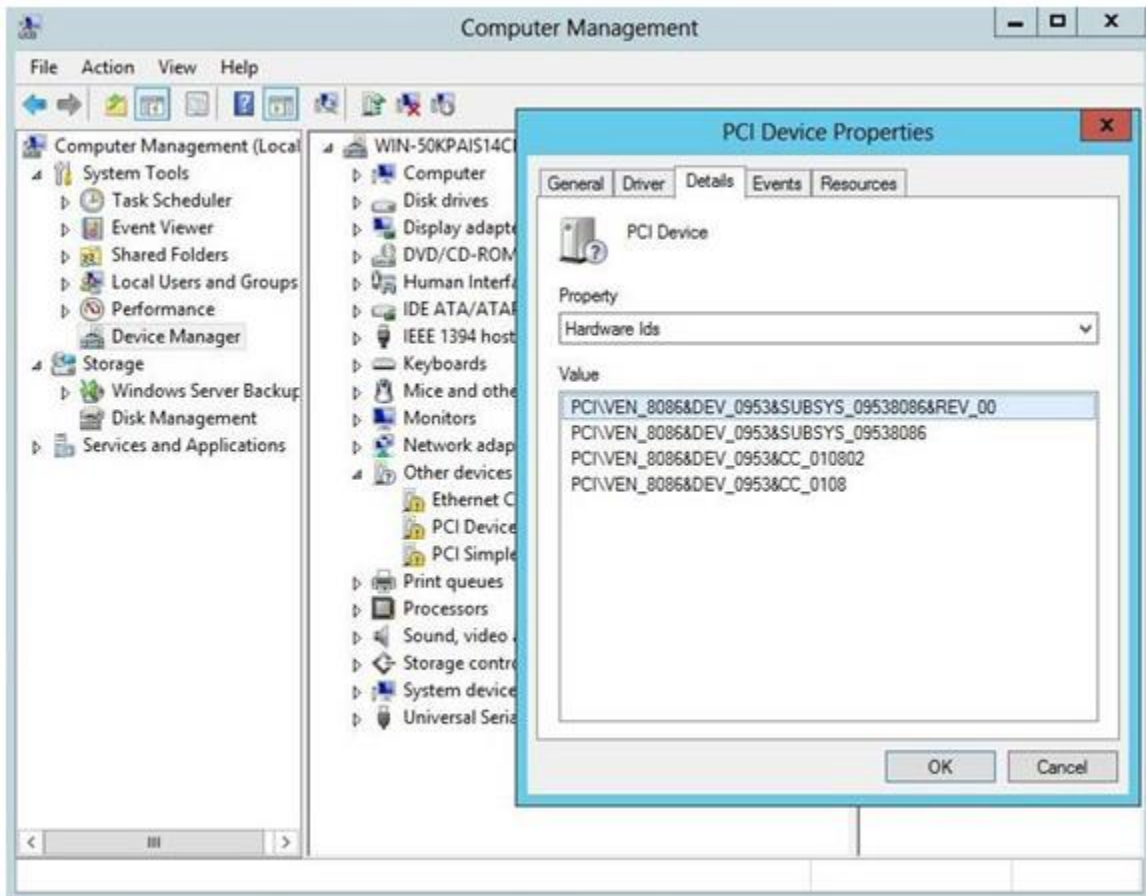 Computer Management
File Action View Help
Computer Management (Local
System Tools
Task Scheduler
Event Viewer
Shared Folders
Local Users and Groups
Performance
Device Manager
Storage
Windows Server Backup
Disk Management
Services and Applications
WIN-50KPAIS14C
Computer
Disk drives
Display adapte
DVD/CD-ROM
Human Interfa
IDE ATA/ATAP
IEEE 1394 host
Keyboards
Mice and othe
Monitors
Network adap
Other devices
Ethernet C
PCI Device
PCI Simple
Print queues
Processors
Sound, video
Storage contro
System device
Universal Seria
PCI Device Properties
General Driver Details Events Resources
PCI Device
Property
Hardware Ids
Value
PCI\VEN_8086&DEV_0953&SUBSYS_09538086&REV_00
PCI\VEN_8086&DEV_0953&SUBSYS_09538086
PCI\VEN_8086&DEV_0953&CC_010802
PCI\VEN_8086&DEV_0953&CC_0108
OK Cancel